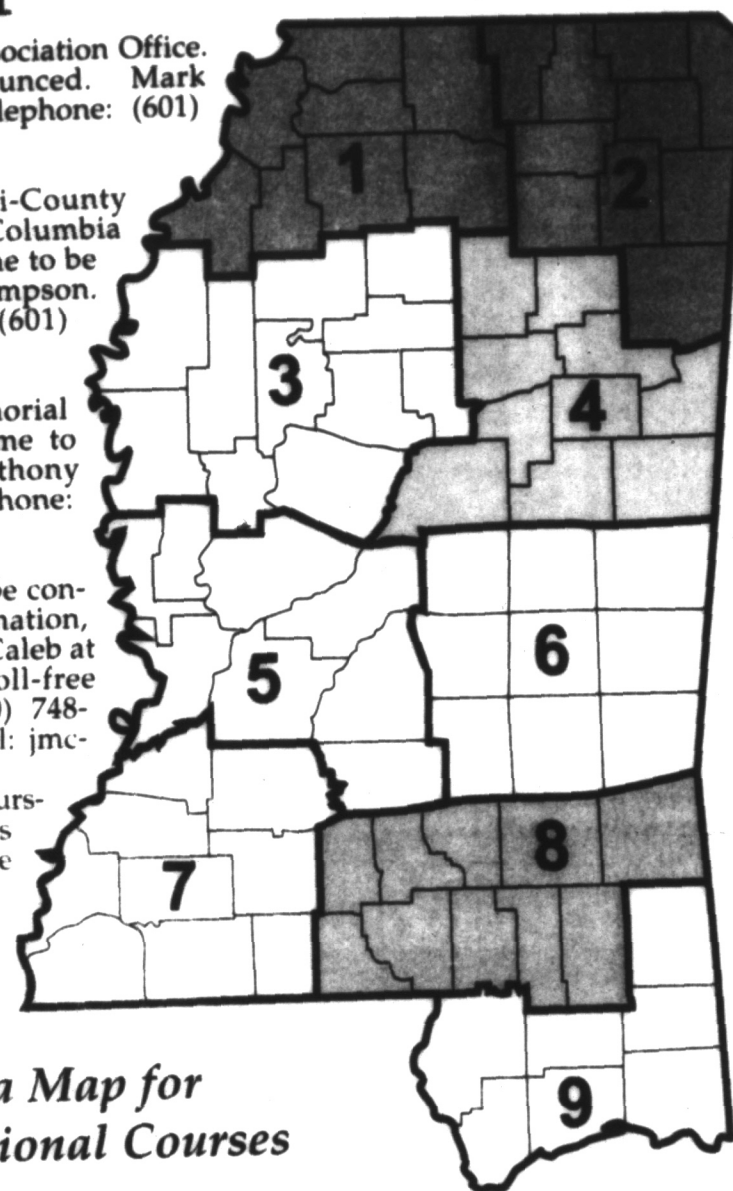 ociation Office.
unced. Mark
lephone: (601)
i-County
Columbia
ne to be
mpson.
(601)
norial
me to
thony
hone:
be con-
nation,
Caleb at
oll-free
) 748-
l: jmc-
urs-
s
e
1
2
3
4
5
6
7
8
9
a Map for
ional Courses